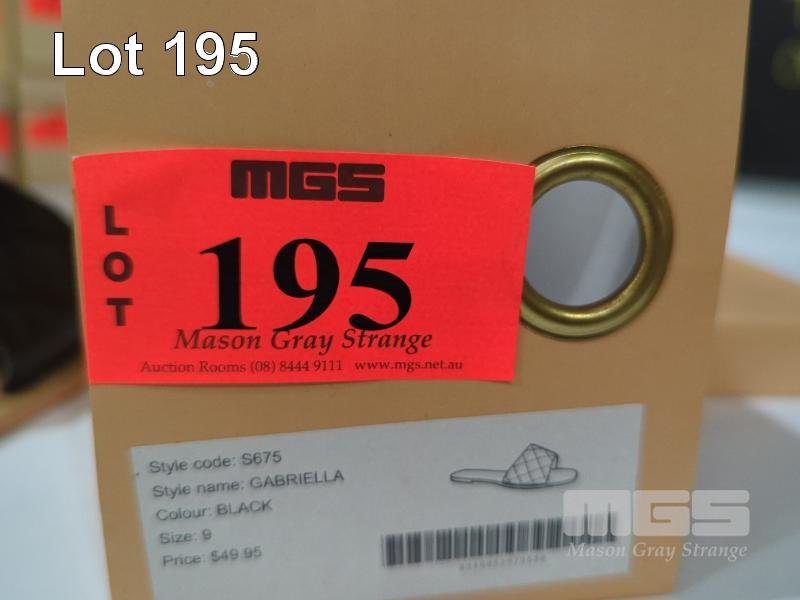 Lot 195
MGS
LOT
195
Mason Gray Strange
Auction Rooms (08) 8444 9111 www.mgs.net.au
Style code: S675
Style name: GABRIELLA
Colour: BLACK
Size: 9
Price: $49.95
MGS
Mason Gray Strange